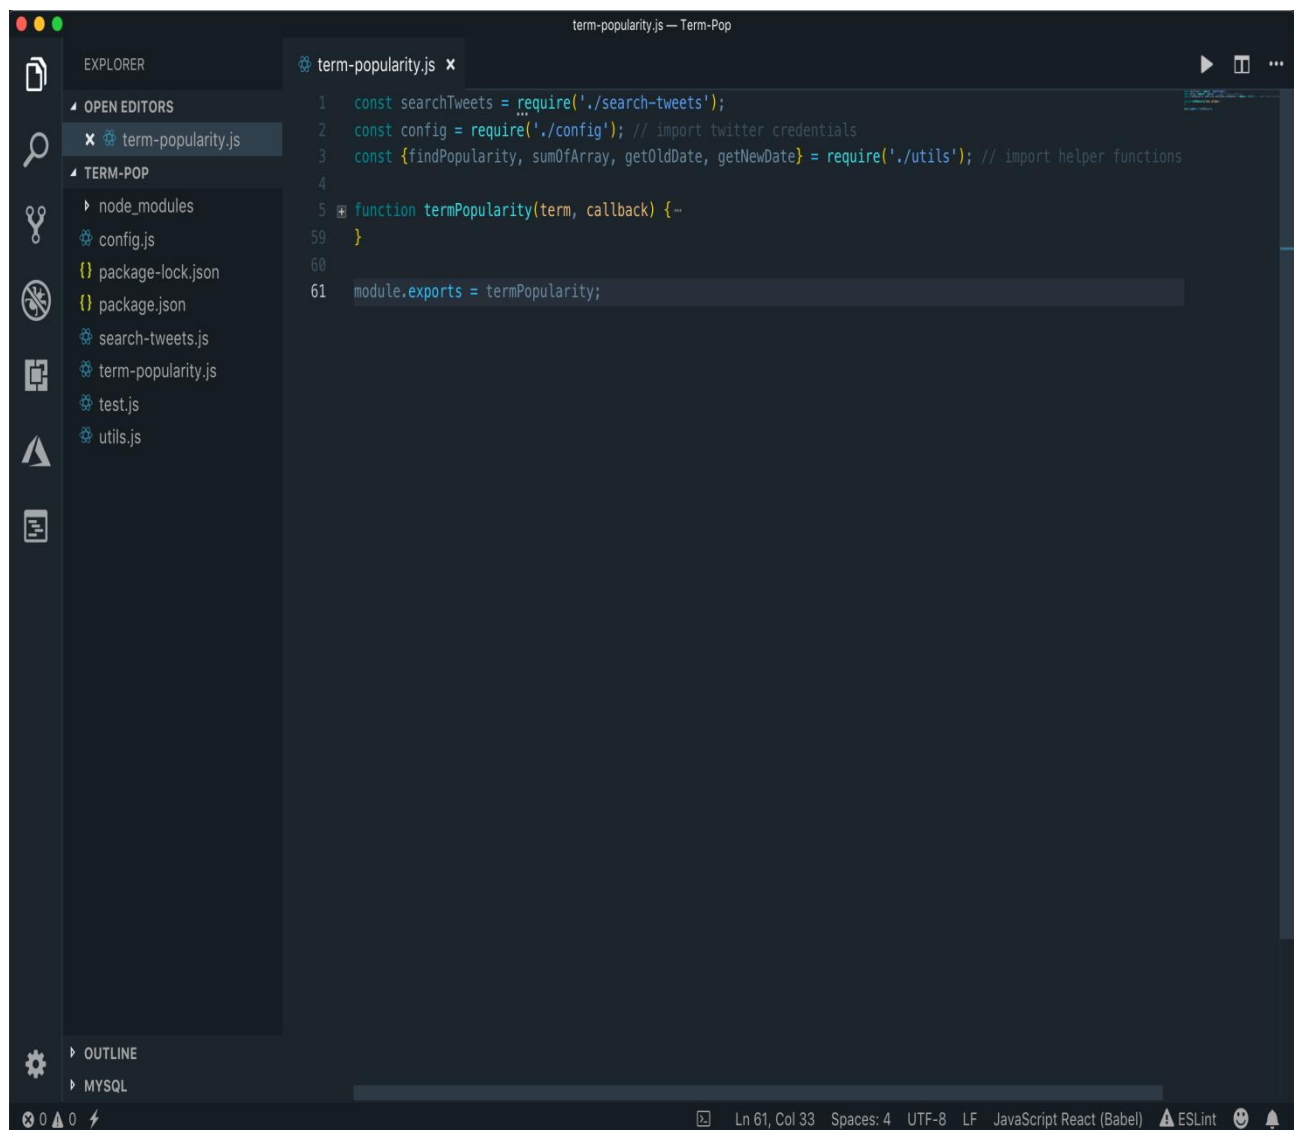 term-popularity.js — Term-Pop
EXPLORER
OPEN EDITORS
term-popularity.js
TERM-POP
node_modules
config.js
package-lock.json
package.json
search-tweets.js
term-popularity.js
test.js
utils.js
OUTLINE
MYSQL
term-popularity.js
1 const searchTweets = require('./search-tweets');
2 const config = require('./config'); // import twitter credentials
3 const {findPopularity, sumOfArray, getOldDate, getNewDate} = require('./utils'); // import helper functions
4
5 function termPopularity(term, callback) {⋯
59 }
60
61 module.exports = termPopularity;
0 0 Ln 61, Col 33 Spaces: 4 UTF-8 LF JavaScript React (Babel) ESLint